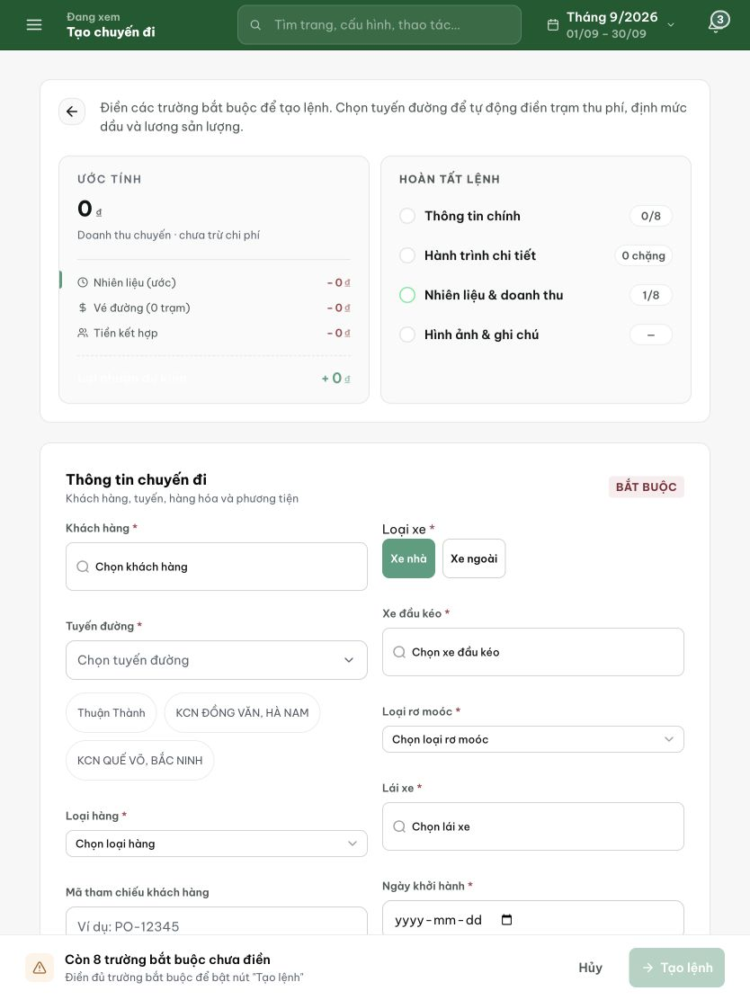 Đang xem
Tạo chuyến đi
Tìm trang, cấu hình, thao tác...
Tháng 9/2026
01/09 – 30/09
3
Điền các trường bắt buộc để tạo lệnh. Chọn tuyến đường để tự động điền trạm thu phí, định mức
dầu và lương sản lượng.
ƯỚC TÍNH
0 ₫
Doanh thu chuyến · chưa trừ chi phí
Nhiên liệu (ước) − 0 ₫
Vé đường (0 trạm) − 0 ₫
Tiền kết hợp − 0 ₫
Lợi nhuận dự kiến + 0 ₫
HOÀN TẤT LỆNH
Thông tin chính 0/8
Hành trình chi tiết 0 chặng
Nhiên liệu & doanh thu 1/8
Hình ảnh & ghi chú –
Thông tin chuyến đi
Khách hàng, tuyến, hàng hóa và phương tiện
BẮT BUỘC
Khách hàng *
Chọn khách hàng
Tuyến đường *
Chọn tuyến đường
Thuận Thành
KCN ĐỒNG VĂN, HÀ NAM
KCN QUẾ VÕ, BẮC NINH
Loại hàng *
Chọn loại hàng
Mã tham chiếu khách hàng
Ví dụ: PO-12345
Loại xe *
Xe nhà
Xe ngoài
Xe đầu kéo *
Chọn xe đầu kéo
Loại rơ moóc *
Chọn loại rơ moóc
Lái xe *
Chọn lái xe
Ngày khởi hành *
yyyy-mm-dd
Còn 8 trường bắt buộc chưa điền
Điền đủ trường bắt buộc để bật nút "Tạo lệnh"
Hủy
Tạo lệnh